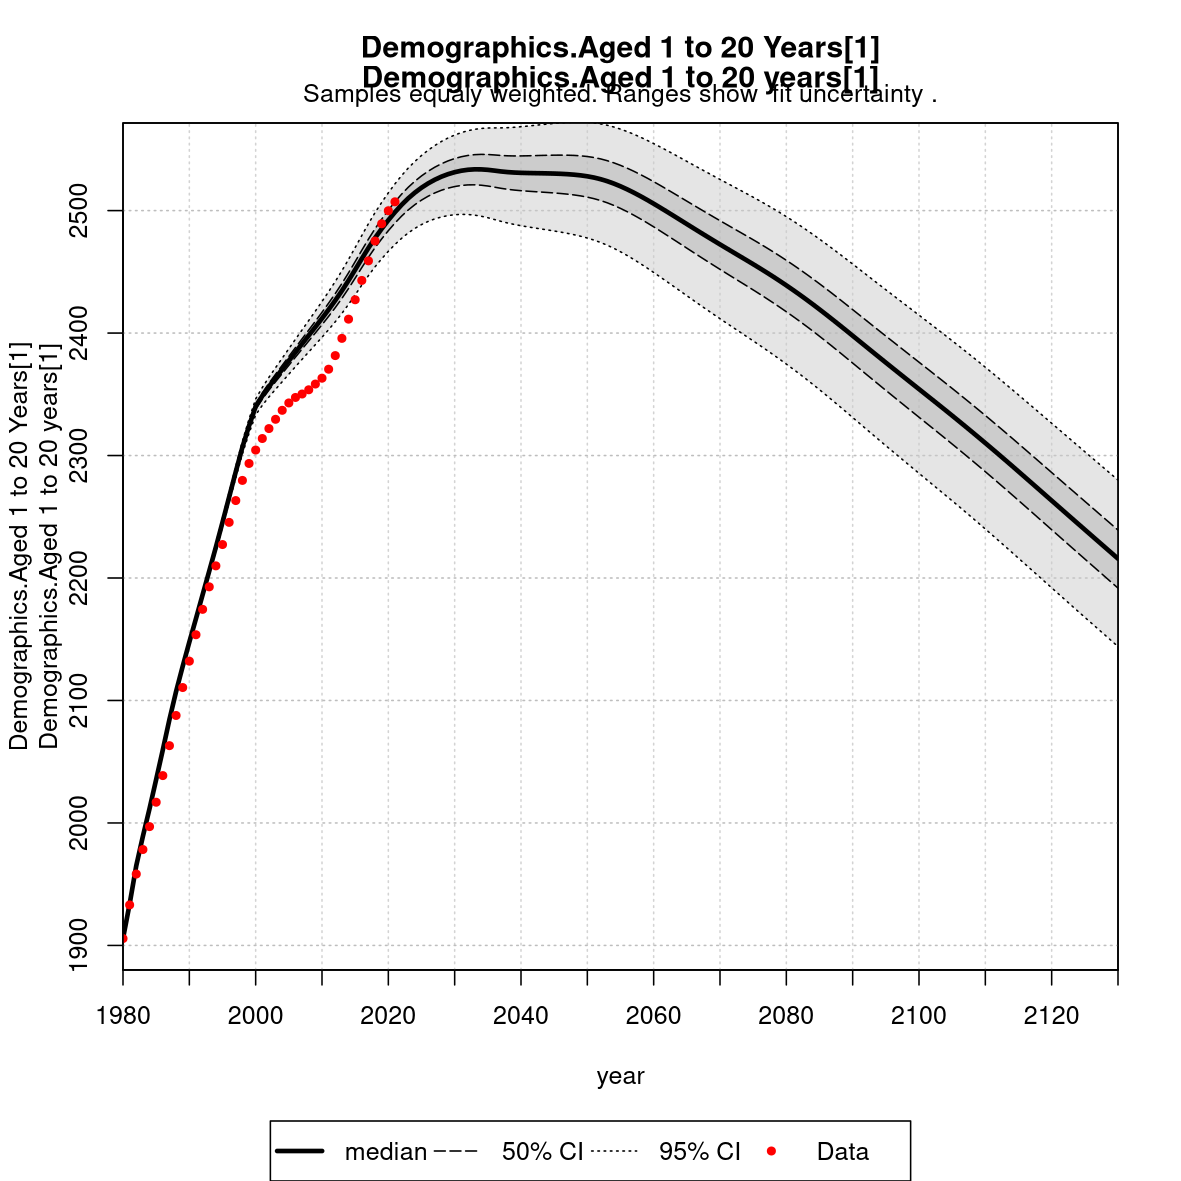 Demographics.Aged 1 to 20 Years[1]
Demographics.Aged 1 to 20 years[1]
Samples equaly weighted. Ranges show  fit uncertainty .
Demographics.Aged 1 to 20 Years[1]
Demographics.Aged 1 to 20 years[1]
2500
2400
2300
2200
2100
2000
1900
1980 2000 2020 2040 2060 2080 2100 2120
year
median 50% CI 95% CI Data